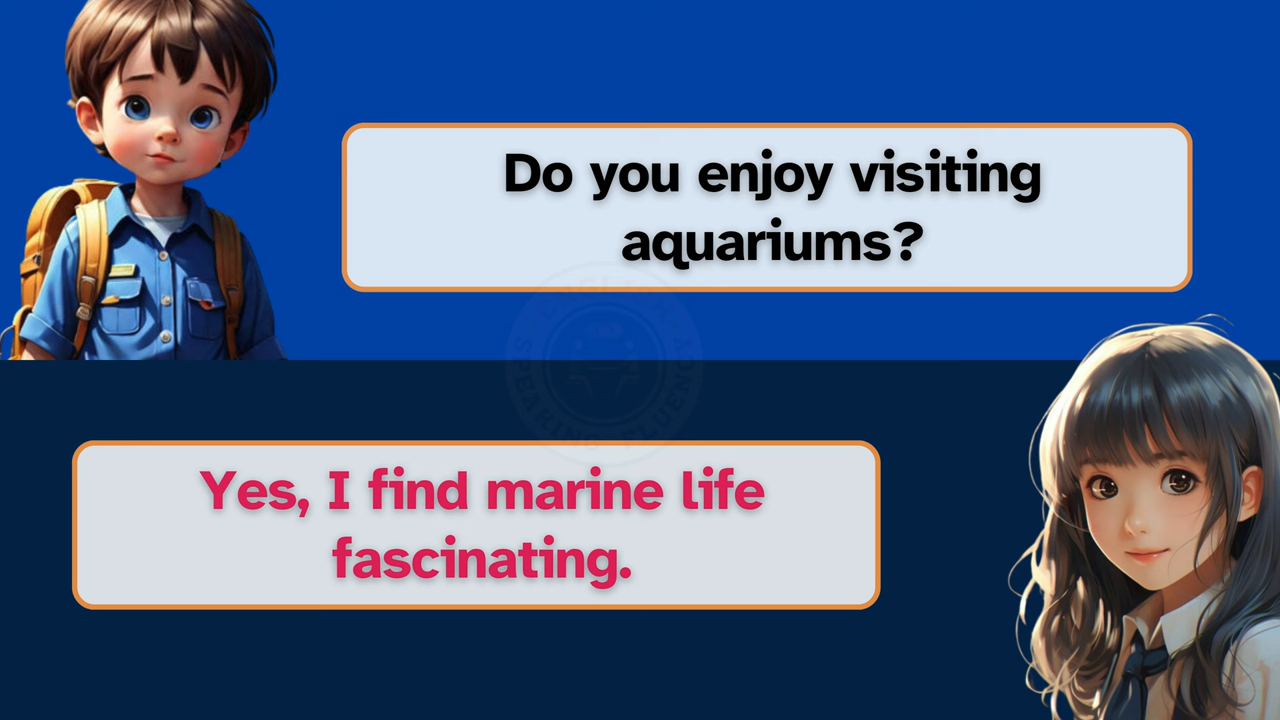 Do you enjoy visiting
aquariums?
Yes, I find marine life
fascinating.